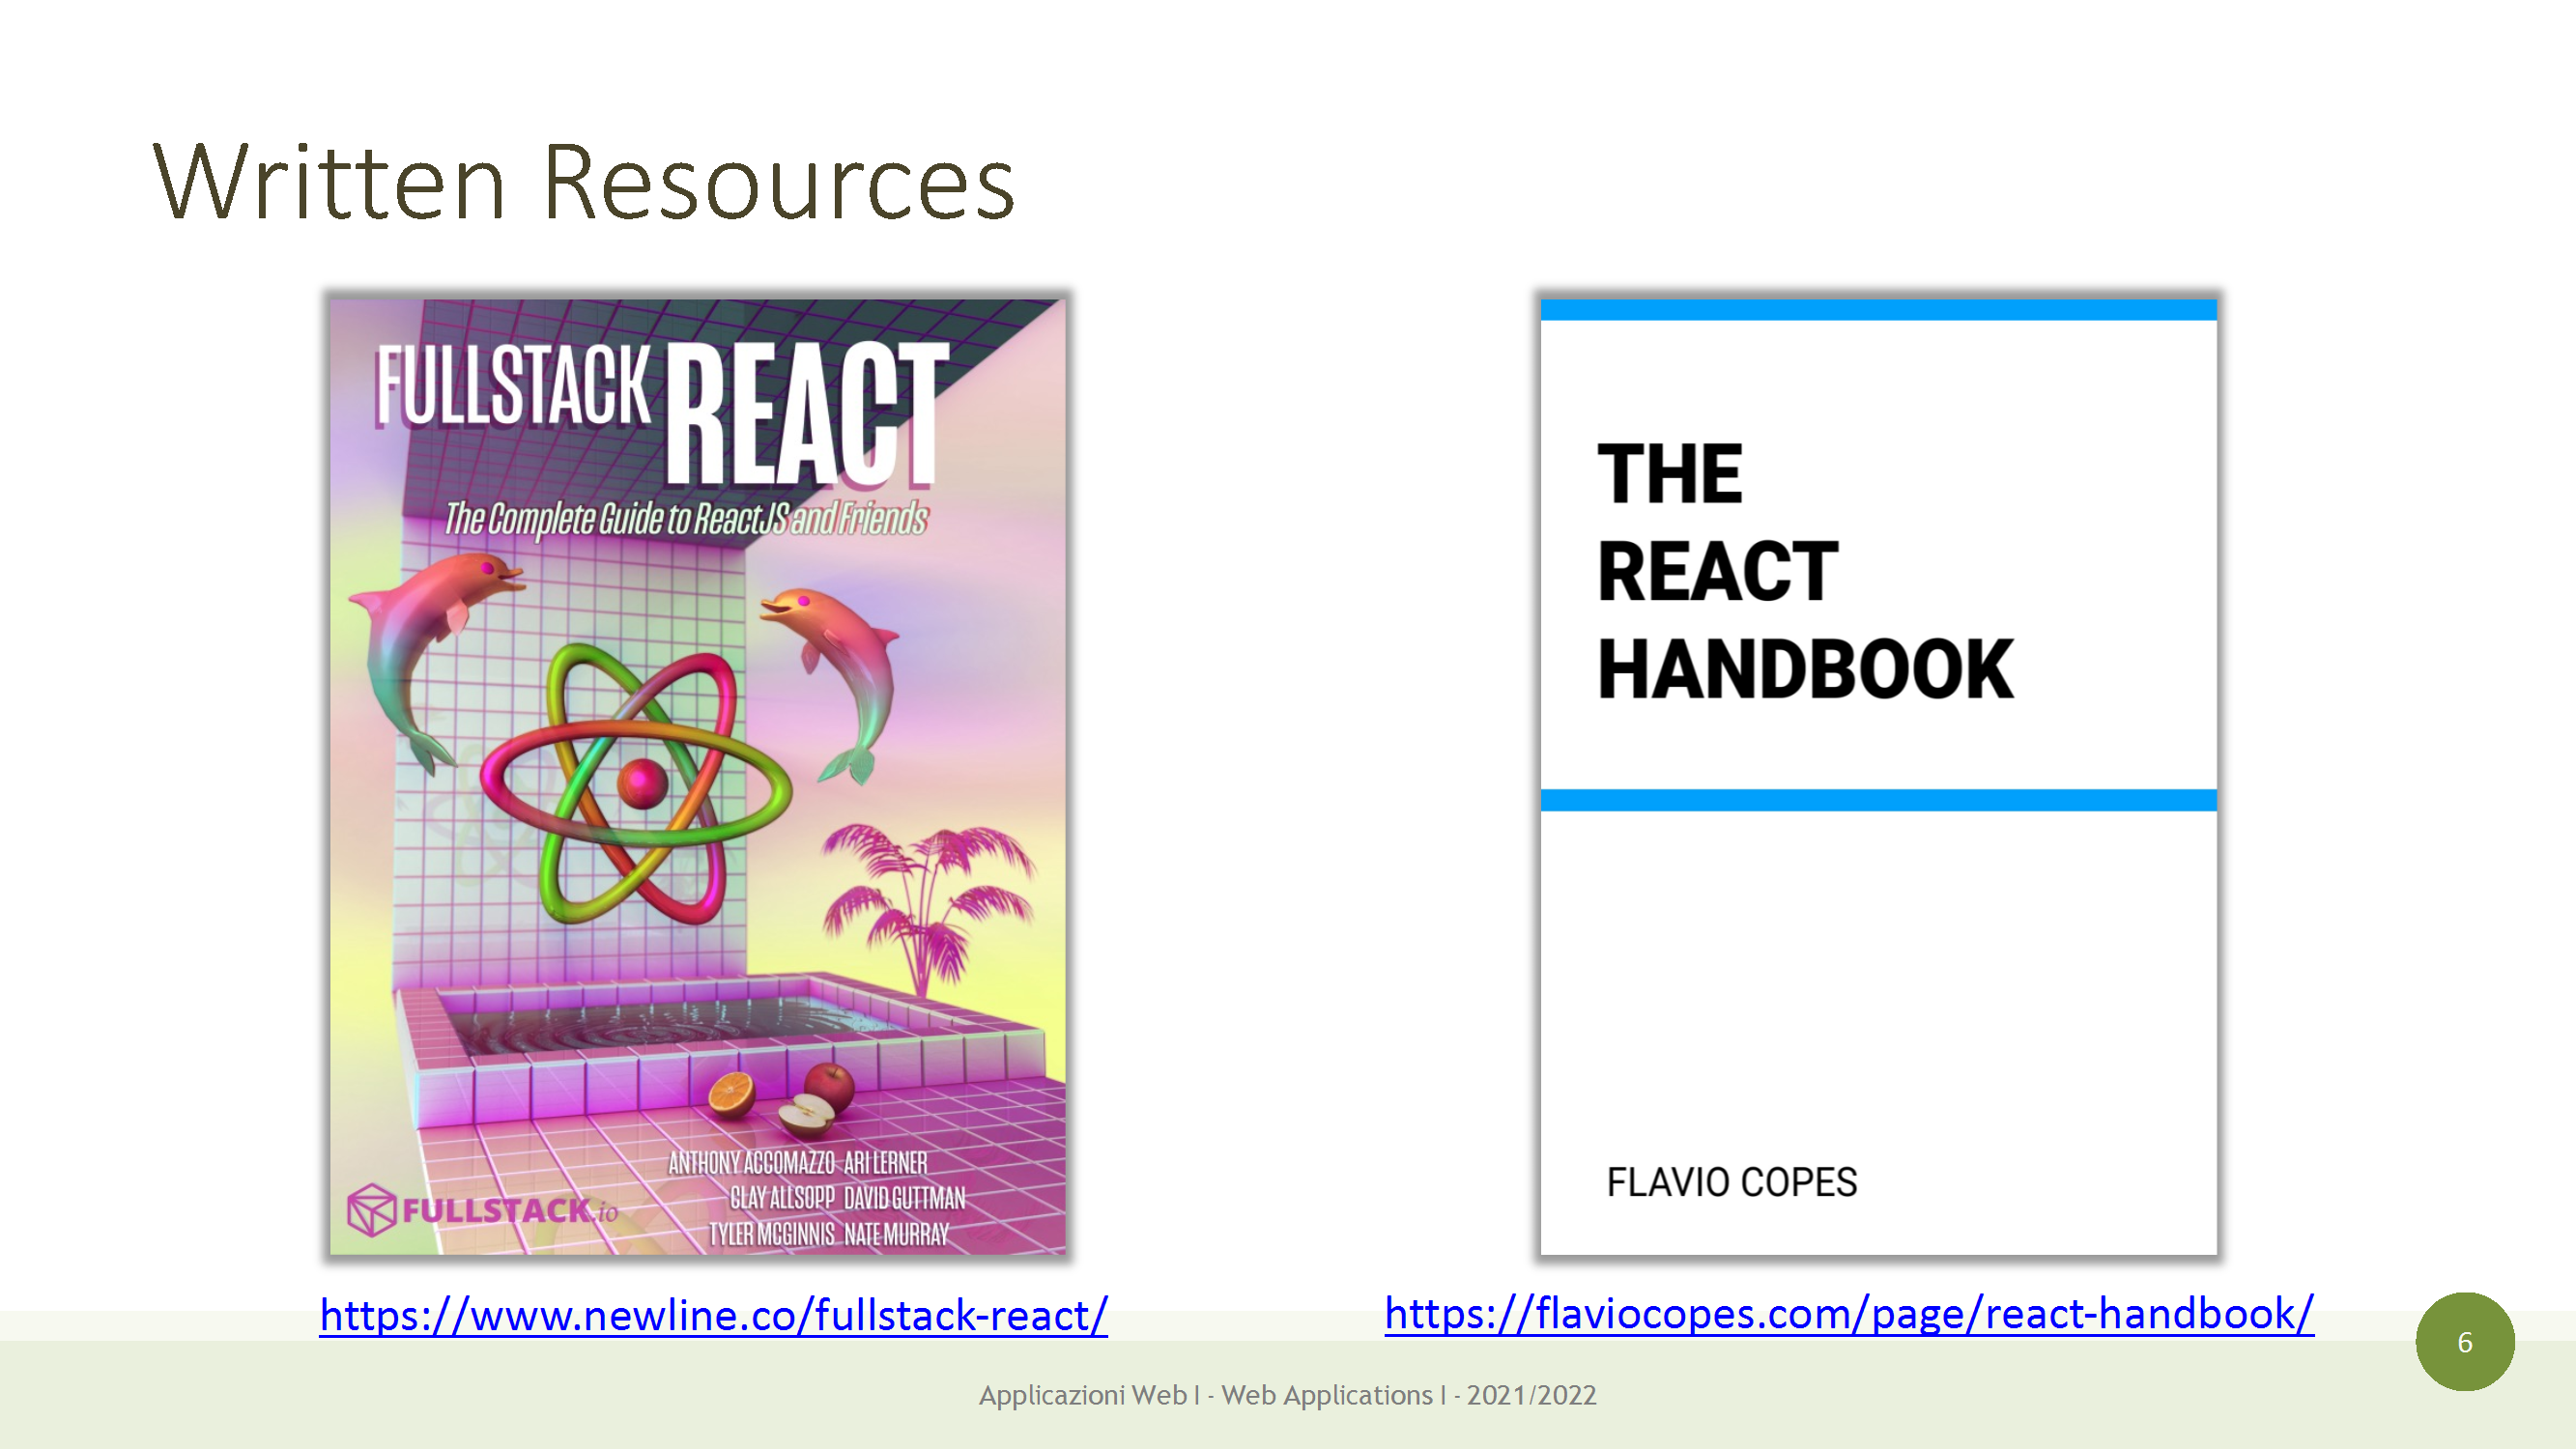 Written Resources
FULLSTACK REACT
The Complete Guide to ReactJS and Friends
ANTHONY ACCOMAZZO ARI LERNER
CLAY ALLSOPP DAVID GUTTMAN
TYLER MCGINNIS NATE MURRAY
FULLSTACK.io
https://www.newline.co/fullstack-react/
THE
REACT
HANDBOOK
FLAVIO COPES
https://flaviocopes.com/page/react-handbook/
6
Applicazioni Web I - Web Applications I - 2021/2022